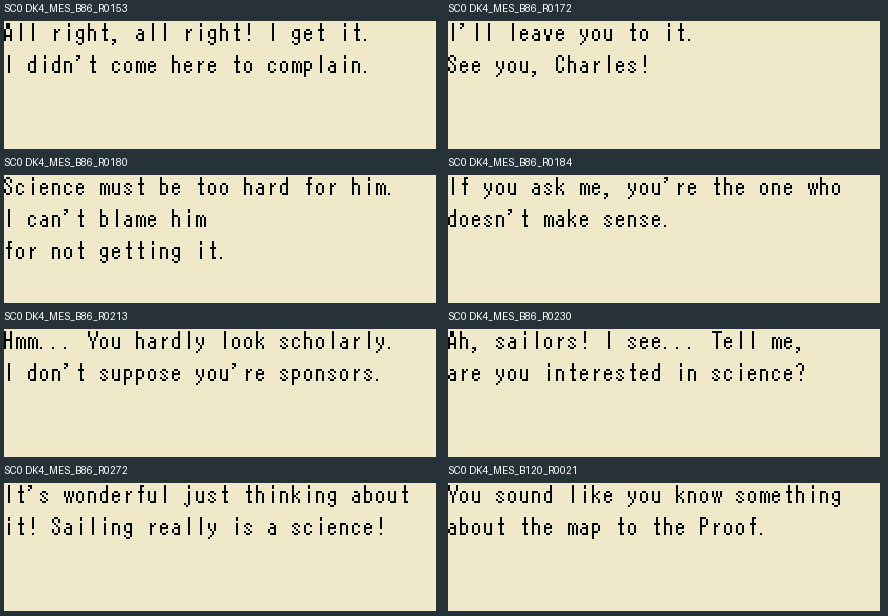 SC0 DK4_MES_B86_R0153
All right, all right! I get it.
I didn't come here to complain.
SC0 DK4_MES_B86_R0172
I'll leave you to it.
See you, Charles!
SC0 DK4_MES_B86_R0180
Science must be too hard for him.
I can't blame him
for not getting it.
SC0 DK4_MES_B86_R0184
If you ask me, you're the one who
doesn't make sense.
SC0 DK4_MES_B86_R0213
Hmm... You hardly look scholarly.
I don't suppose you're sponsors.
SC0 DK4_MES_B86_R0230
Ah, sailors! I see... Tell me,
are you interested in science?
SC0 DK4_MES_B86_R0272
It's wonderful just thinking about
it! Sailing really is a science!
SC0 DK4_MES_B120_R0021
You sound like you know something
about the map to the Proof.